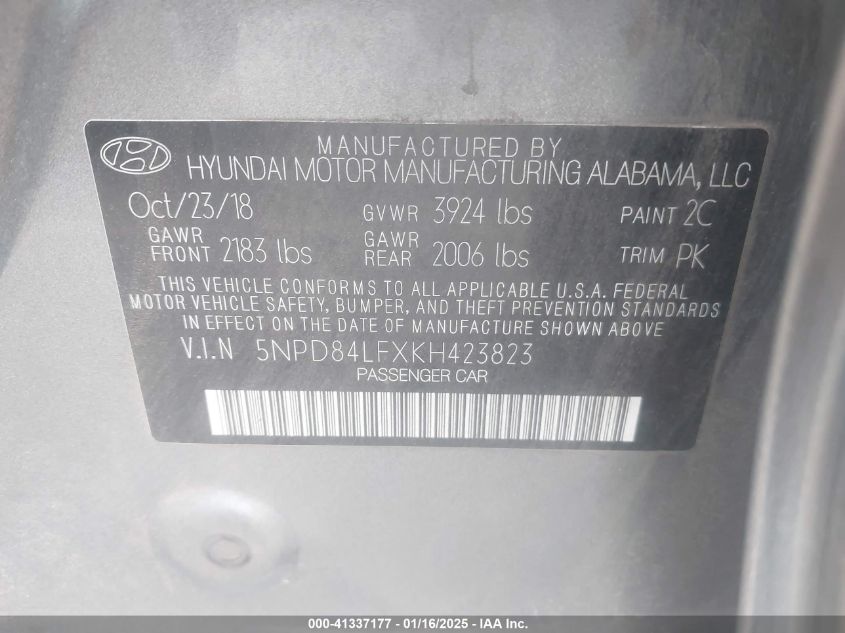 MANUFACTURED BY
HYUNDAI MOTOR MANUFACTURING ALABAMA, LLC
Oct/23/18 GVWR 3924 lbs PAINT 2C
GAWR FRONT 2183 lbs GAWR REAR 2006 lbs TRIM PK
THIS VEHICLE CONFORMS TO ALL APPLICABLE U.S.A. FEDERAL
MOTOR VEHICLE SAFETY, BUMPER, AND THEFT PREVENTION STANDARDS
IN EFFECT ON THE DATE OF MANUFACTURE SHOWN ABOVE
V.I.N 5NPD84LFXKH423823
PASSENGER CAR
000-41337177 - 01/16/2025 - IAA Inc.